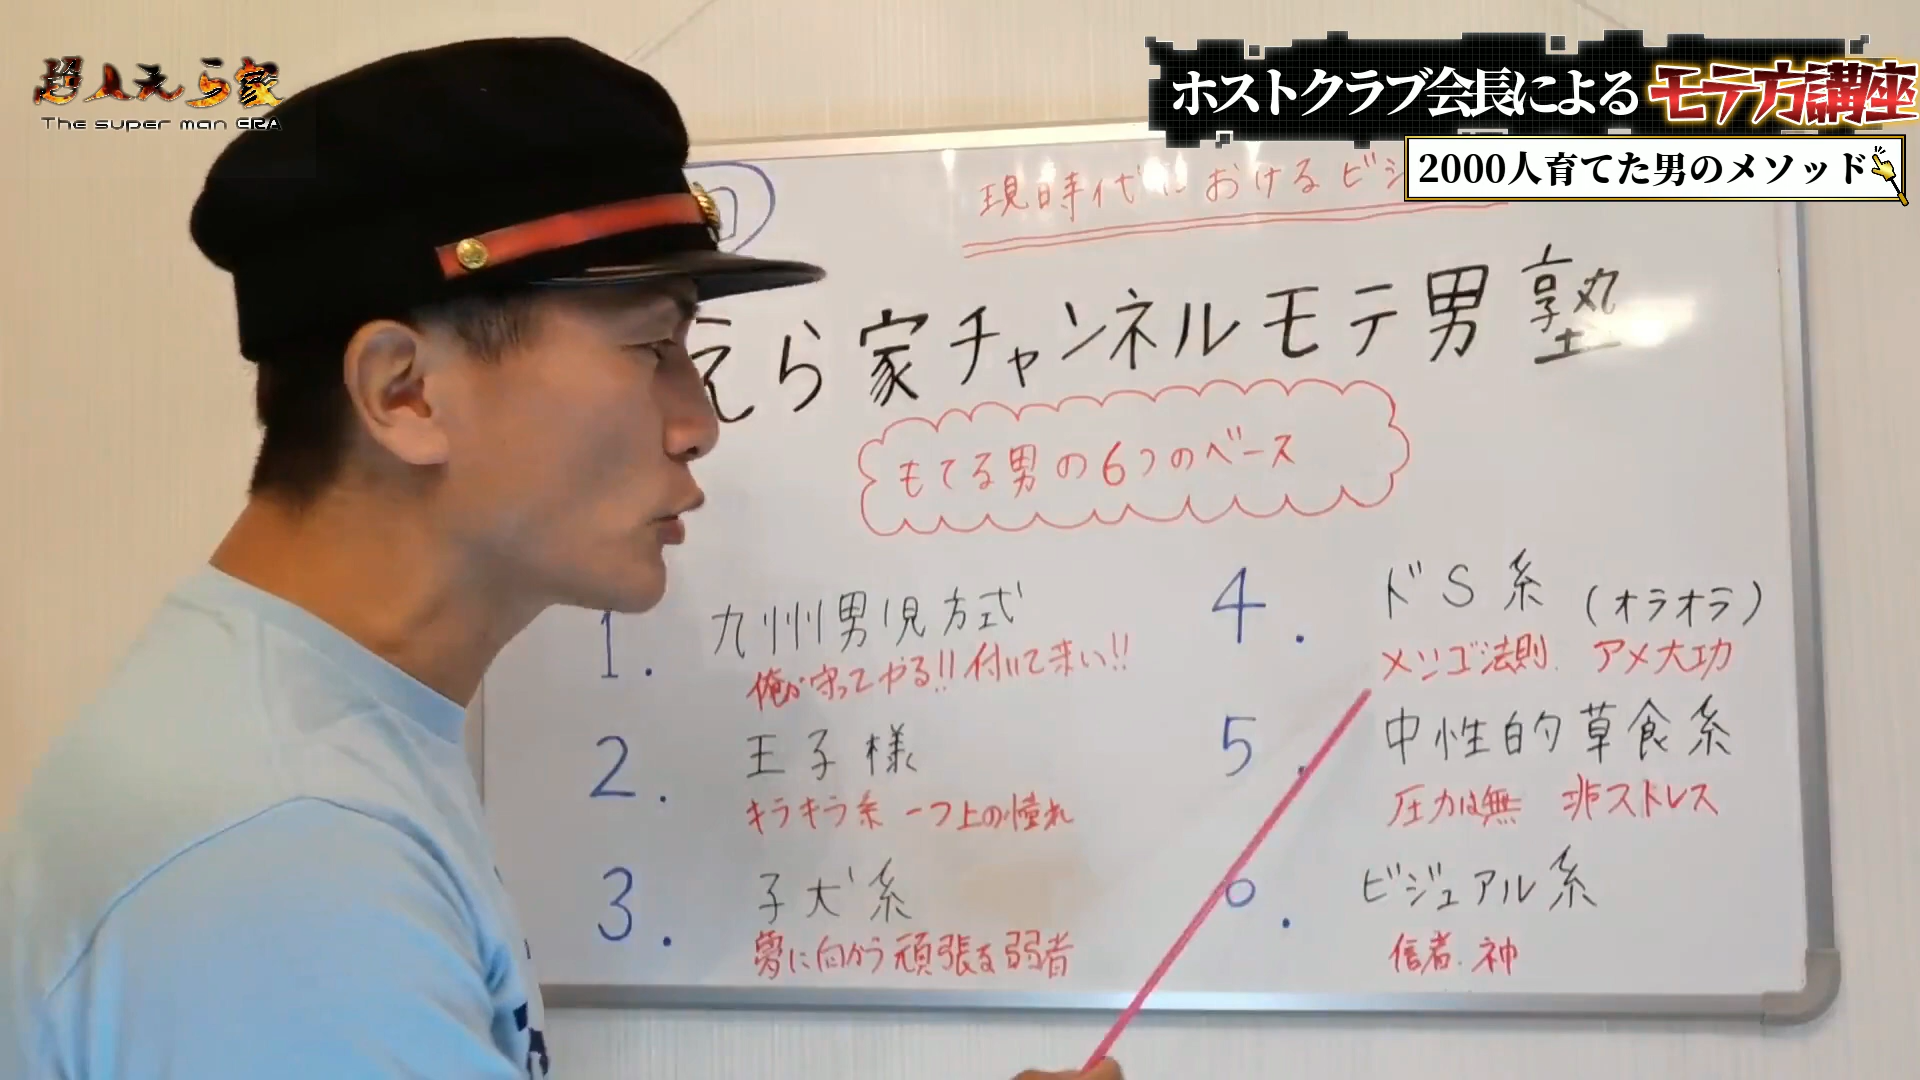 超人えら家
The super man ERA
ホストクラブ会長によるモテ方講座
2000人育てた男のメソッド
現時代におけるビジ
えら家チャンネルモテ男塾
もてる男の6つのベース
1. 九州男児方式
俺が守ってやる!!付いて来い!!
2. 王子様
キラキラ系 一つ上の憧れ
3. 子犬系
夢に向かう頑張る弱者
4. ドS系 (オラオラ)
メンゴ法則. アメ大功
5. 中性的草食系
圧力は無 非ストレス
ビジュアル系
信者. 神